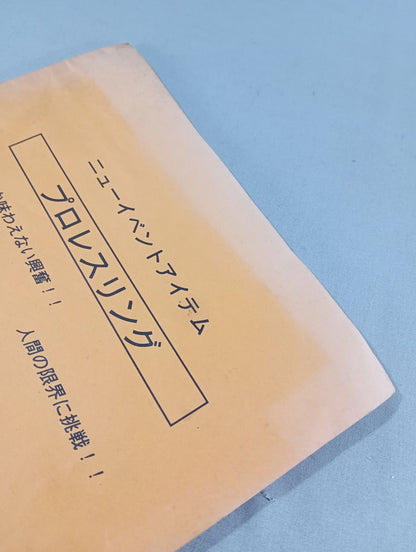 ニューイベントアイテム
プロレスリング
味わえない興奮！！
人間の限界に挑戦！！